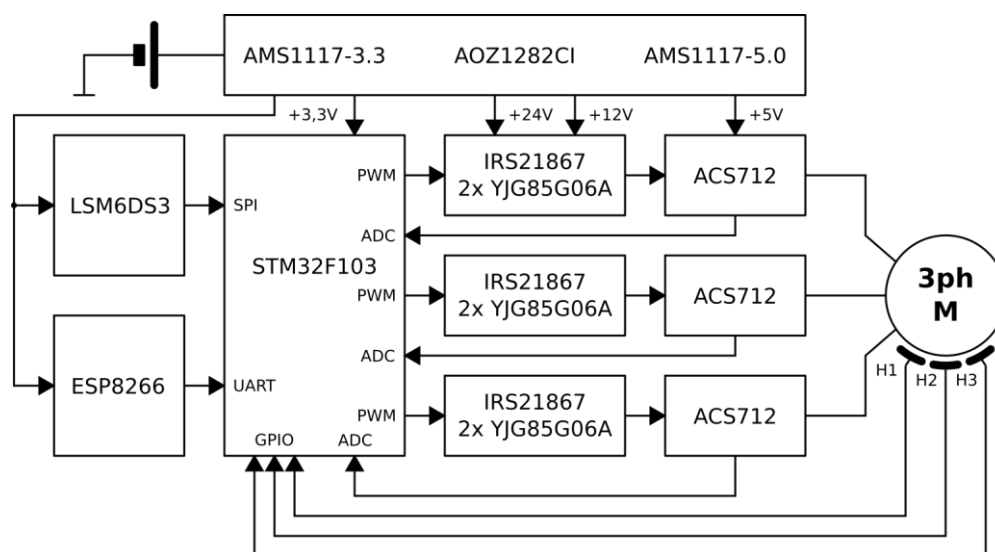 AMS1117-3.3 AOZ1282CI AMS1117-5.0
+3,3V +24V +12V +5V
LSM6DS3
SPI
STM32F103
PWM
IRS21867
2x YJG85G06A
ACS712
ADC
PWM
IRS21867
2x YJG85G06A
ACS712
ADC
3ph
M
ESP8266
UART
PWM
IRS21867
2x YJG85G06A
ACS712
H1 H2 H3
GPIO ADC